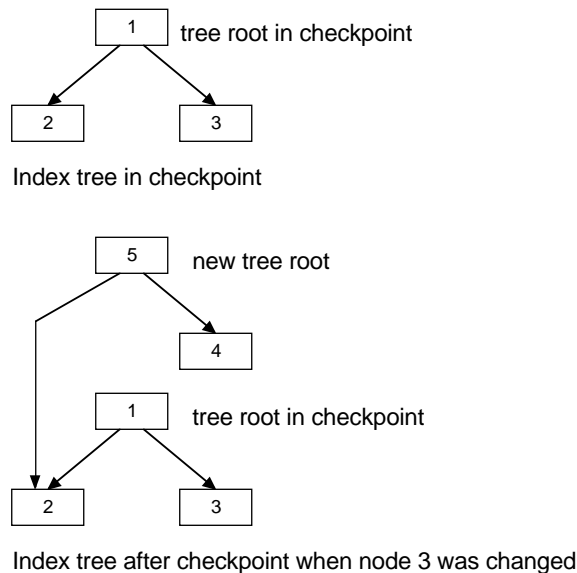 1 tree root in checkpoint
2 3
Index tree in checkpoint
5 new tree root
4
1 tree root in checkpoint
2 3
Index tree after checkpoint when node 3 was changed